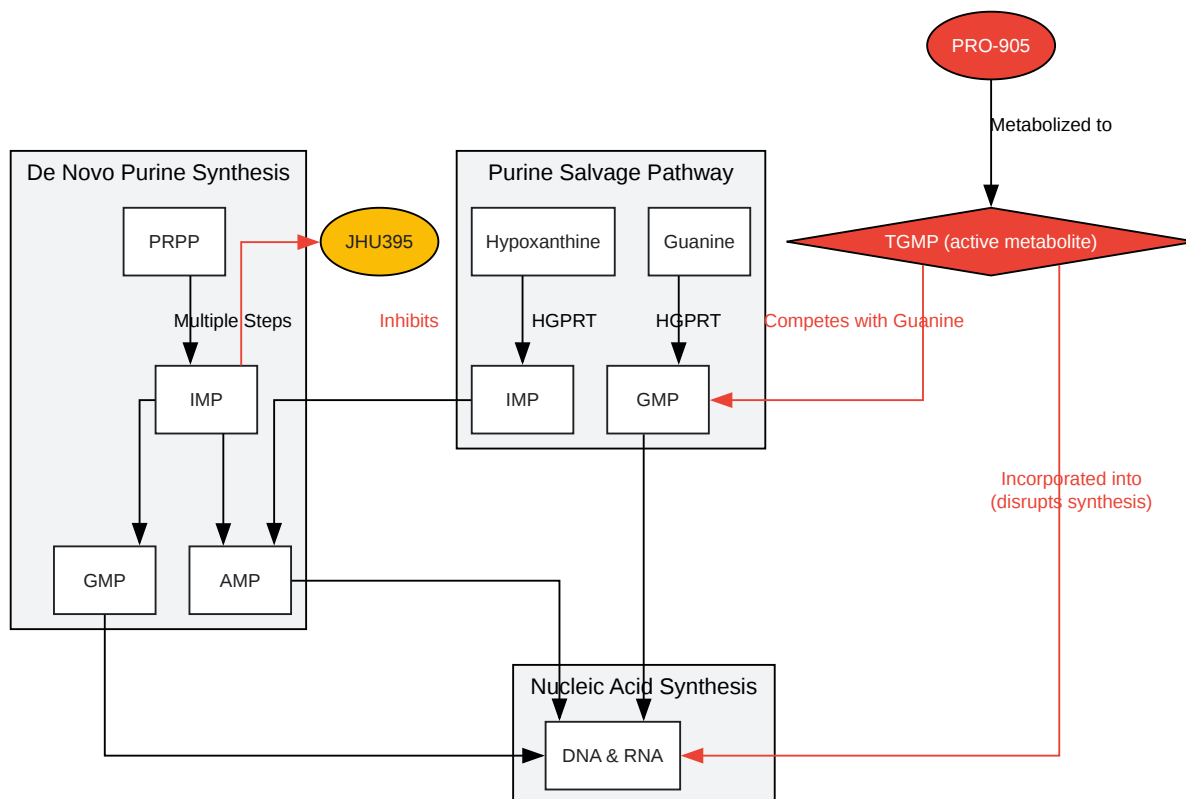 PRO-905
Metabolized to
De Novo Purine Synthesis
Purine Salvage Pathway
PRPP
JHU395
Hypoxanthine
Guanine
TGMP (active metabolite)
Multiple Steps
Inhibits
HGPRT
HGPRT
Competes with Guanine
IMP
IMP
GMP
Incorporated into
(disrupts synthesis)
GMP
AMP
Nucleic Acid Synthesis
DNA & RNA